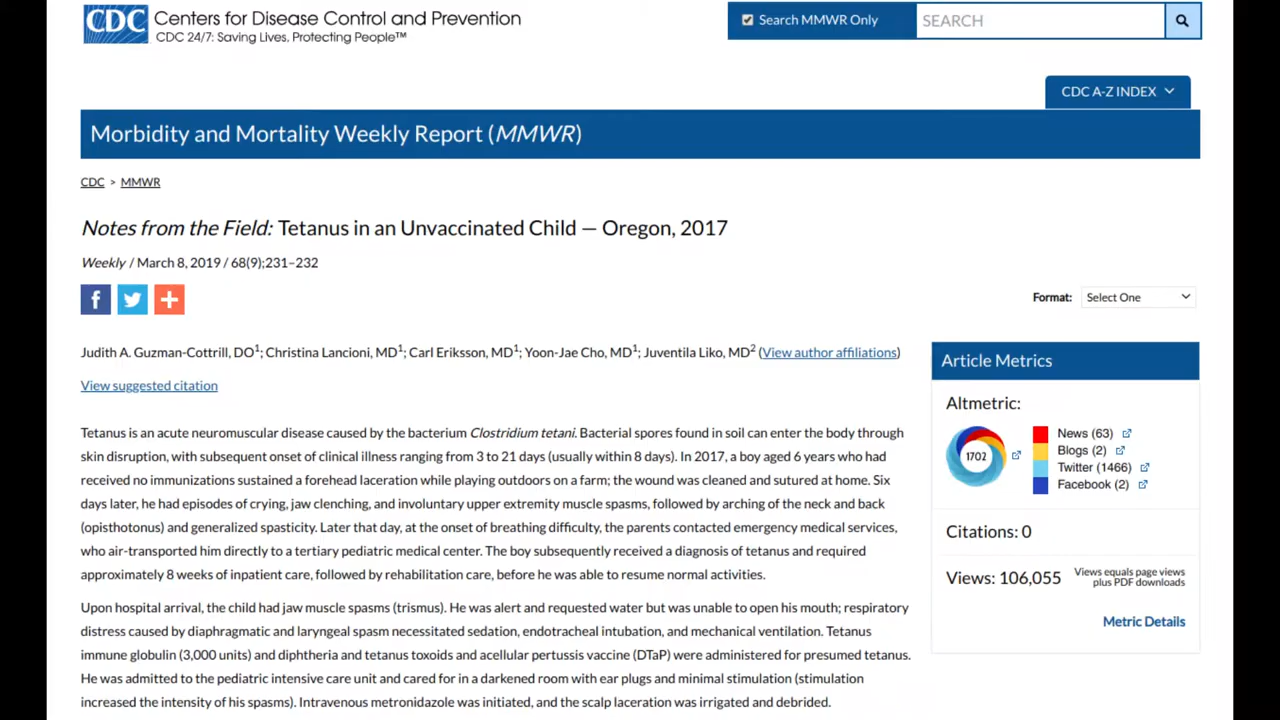 CDC Centers for Disease Control and Prevention
CDC 24/7: Saving Lives, Protecting People™
Search MMWR Only
SEARCH
CDC A-Z INDEX
Morbidity and Mortality Weekly Report (MMWR)
CDC > MMWR
Notes from the Field: Tetanus in an Unvaccinated Child — Oregon, 2017
Weekly / March 8, 2019 / 68(9);231–232
Format: Select One
Judith A. Guzman-Cottrill, DO1; Christina Lancioni, MD1; Carl Eriksson, MD1; Yoon-Jae Cho, MD1; Juventila Liko, MD2 (View author affiliations)
View suggested citation
Tetanus is an acute neuromuscular disease caused by the bacterium Clostridium tetani. Bacterial spores found in soil can enter the body through
skin disruption, with subsequent onset of clinical illness ranging from 3 to 21 days (usually within 8 days). In 2017, a boy aged 6 years who had
received no immunizations sustained a forehead laceration while playing outdoors on a farm; the wound was cleaned and sutured at home. Six
days later, he had episodes of crying, jaw clenching, and involuntary upper extremity muscle spasms, followed by arching of the neck and back
(opisthotonus) and generalized spasticity. Later that day, at the onset of breathing difficulty, the parents contacted emergency medical services,
who air-transported him directly to a tertiary pediatric medical center. The boy subsequently received a diagnosis of tetanus and required
approximately 8 weeks of inpatient care, followed by rehabilitation care, before he was able to resume normal activities.
Upon hospital arrival, the child had jaw muscle spasms (trismus). He was alert and requested water but was unable to open his mouth; respiratory
distress caused by diaphragmatic and laryngeal spasm necessitated sedation, endotracheal intubation, and mechanical ventilation. Tetanus
immune globulin (3,000 units) and diphtheria and tetanus toxoids and acellular pertussis vaccine (DTaP) were administered for presumed tetanus.
He was admitted to the pediatric intensive care unit and cared for in a darkened room with ear plugs and minimal stimulation (stimulation
increased the intensity of his spasms). Intravenous metronidazole was initiated, and the scalp laceration was irrigated and debrided.
Article Metrics
Altmetric:
1702
News (63)
Blogs (2)
Twitter (1466)
Facebook (2)
Citations: 0
Views: 106,055
Views equals page views
plus PDF downloads
Metric Details